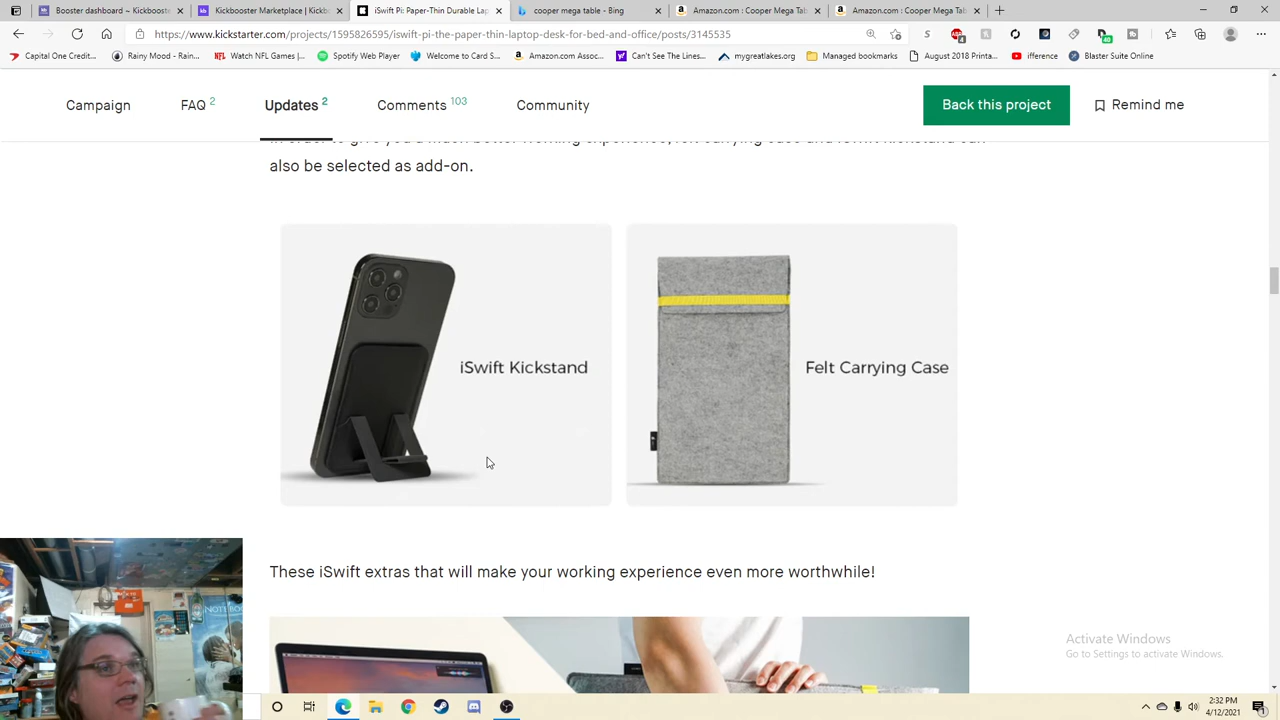 Booster dashboard ~ Kickbooste
Kickbooster Marketplace | Kickb
iSwift Pi: Paper-Thin Durable Lap
cooper mega table - Bing
Amazon.com : Cooper Mega Tab
Amazon.com : Cooper Mega Tab
https://www.kickstarter.com/projects/1595826595/iswift-pi-the-paper-thin-laptop-desk-for-bed-and-office/posts/3145535
Capital One Credit...
Rainy Mood - Rain...
Watch NFL Games |...
Spotify Web Player
Welcome to Card S...
Amazon.com Assoc...
Can't See The Lines...
mygreatlakes.org
Managed bookmarks
August 2018 Printa...
ifference
Blaster Suite Online
Campaign
FAQ 2
Updates 2
Comments 103
Community
Back this project
Remind me
also be selected as add-on.
iSwift Kickstand
Felt Carrying Case
These iSwift extras that will make your working experience even more worthwhile!
Activate Windows
Go to Settings to activate Windows.
2:32 PM
4/12/2021